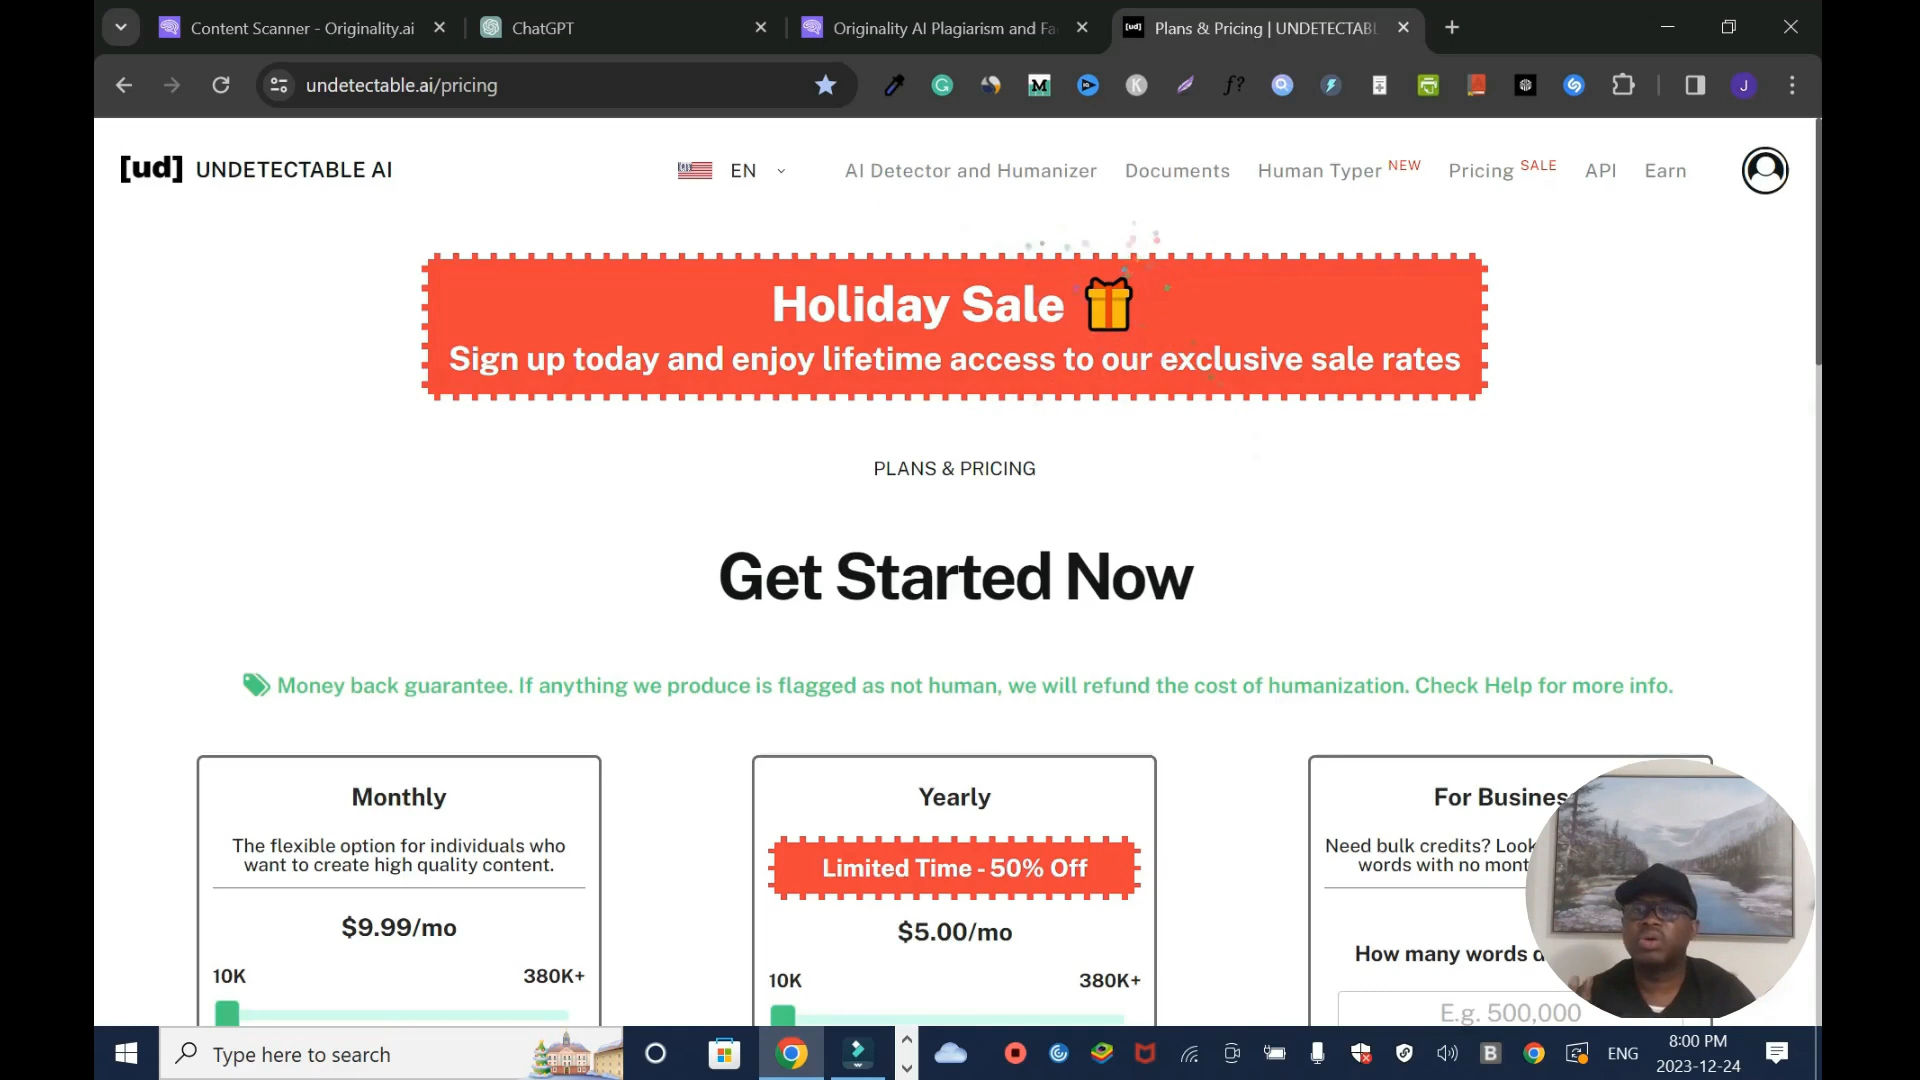 Content Scanner - Originality.ai
ChatGPT
Originality AI Plagiarism and Fa
Plans & Pricing | UNDETECTABL
undetectable.ai/pricing
[ud] UNDETECTABLE AI
EN
AI Detector and Humanizer
Documents
Human Typer NEW
Pricing SALE
API
Earn
Holiday Sale
Sign up today and enjoy lifetime access to our exclusive sale rates
PLANS & PRICING
Get Started Now
Money back guarantee. If anything we produce is flagged as not human, we will refund the cost of humanization. Check Help for more info.
Monthly
The flexible option for individuals who
want to create high quality content.
$9.99/mo
10K 380K+
Yearly
Limited Time - 50% Off
$5.00/mo
10K 380K+
For Busines
Need bulk credits? Look
words with no mont
How many words d
E.g. 500,000
Type here to search
ENG
8:00 PM
2023-12-24